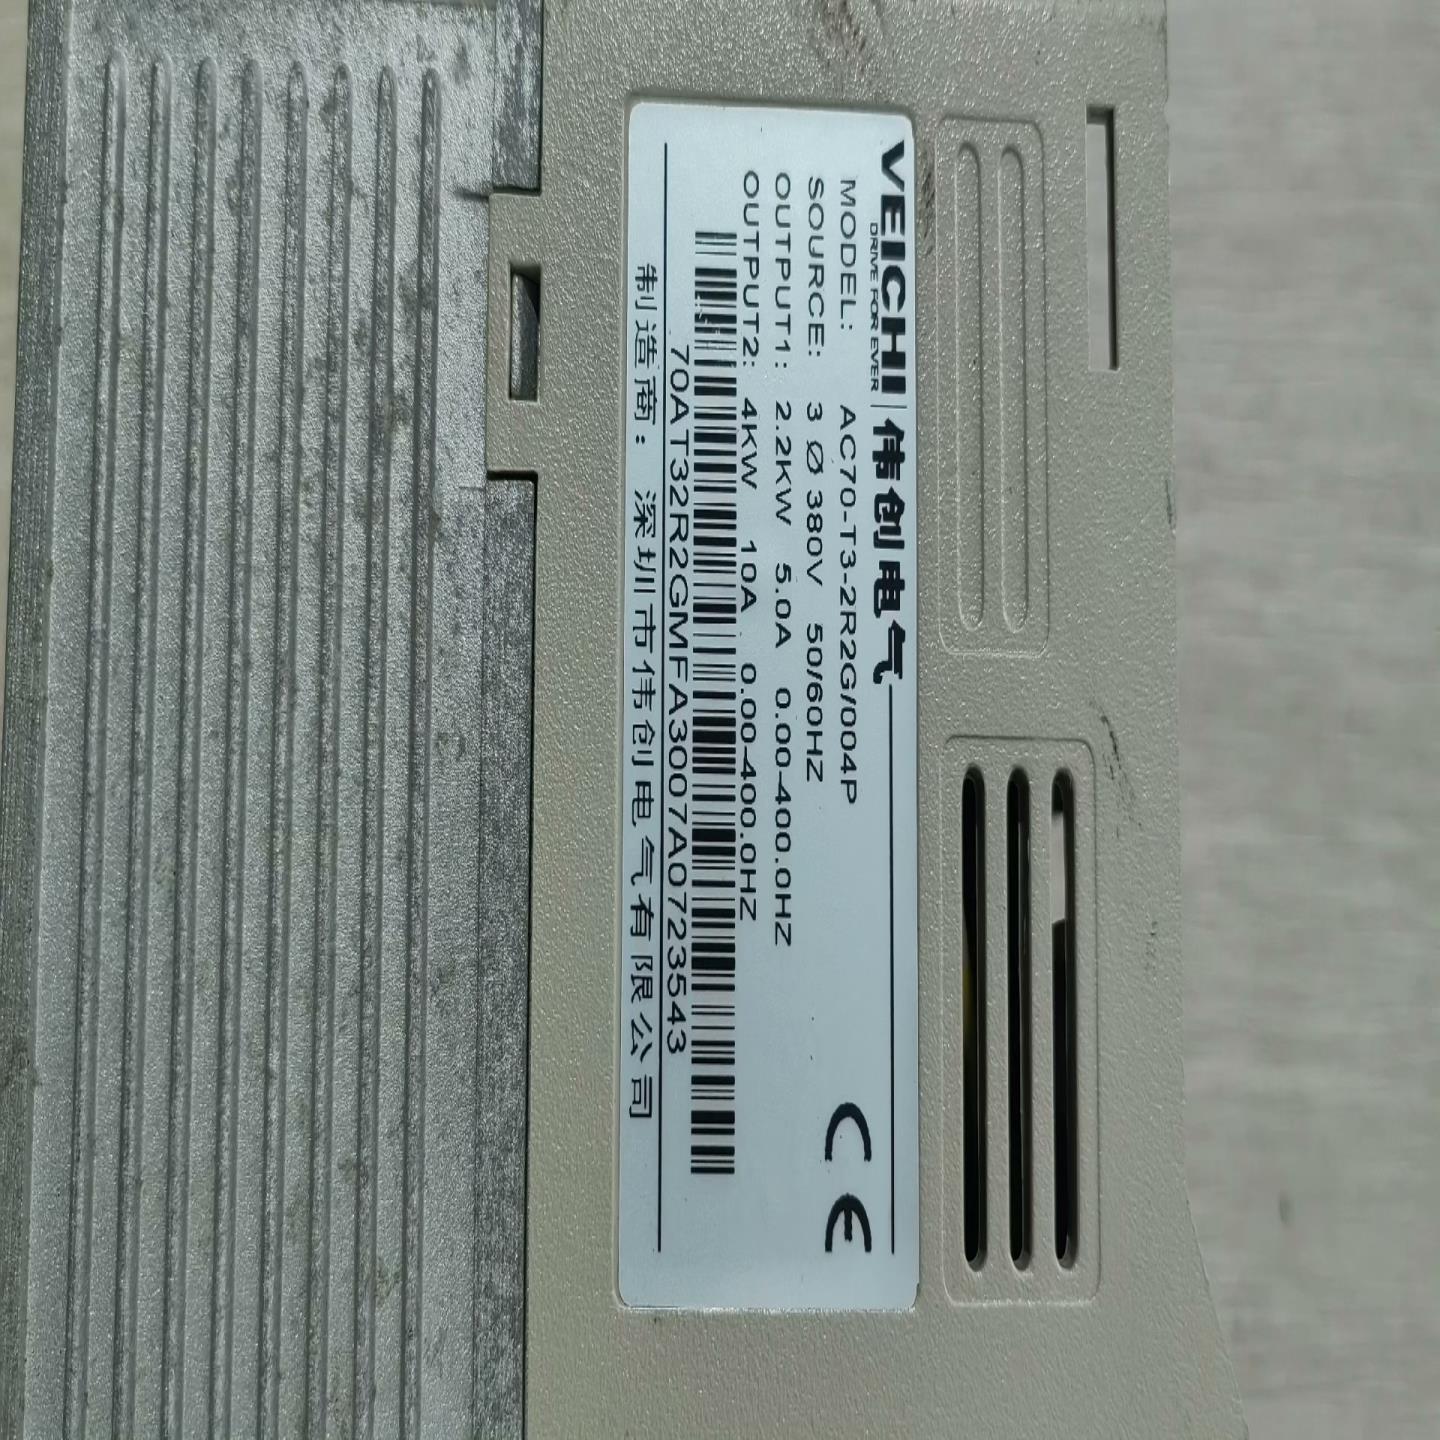 VEICHI 伟创电气
DRIVE FOR EVER
MODEL: AC70-T3-2R2G/004P
SOURCE: 3 Ø 380V 50/60HZ
OUTPUT1: 2.2KW 5.0A 0.00-400.0HZ
OUTPUT2: 4KW 10A 0.00-400.0HZ
CE
70AT32R2GMFA3007A0723543
制造商: 深圳市伟创电气有限公司